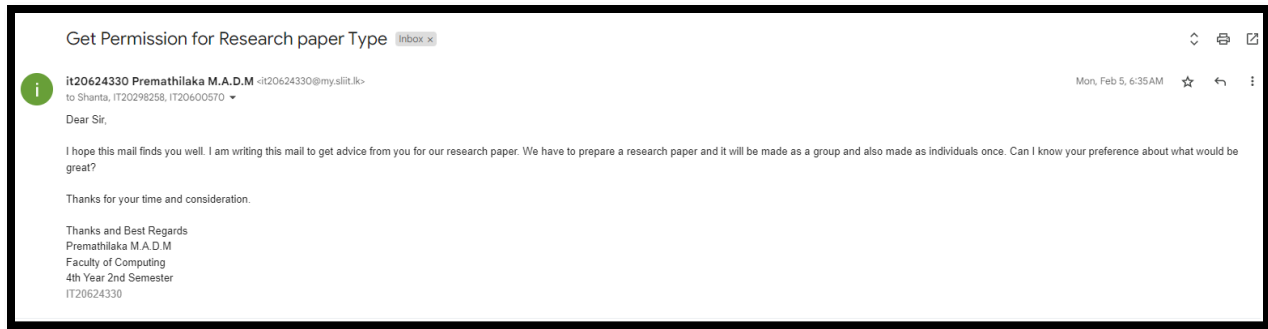 Get Permission for Research paper Type Inbox x
i
it20624330 Premathilaka M.A.D.M <it20624330@my.sliit.lk> Mon, Feb 5, 6:35 AM
to Shanta, IT20298258, IT20600570
Dear Sir,
I hope this mail finds you well. I am writing this mail to get advice from you for our research paper. We have to prepare a research paper and it will be made as a group and also made as individuals once. Can I know your preference about what would be
great?
Thanks for your time and consideration.
Thanks and Best Regards
Premathilaka M.A.D.M
Faculty of Computing
4th Year 2nd Semester
IT20624330